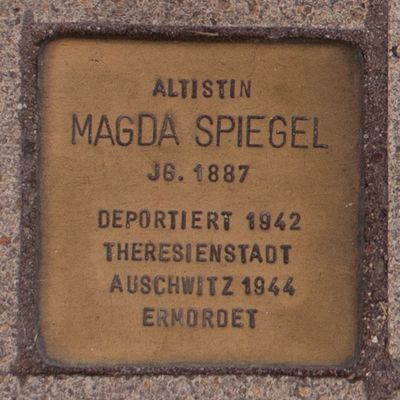 ALTISTIN
MAGDA SPIEGEL
JG. 1887
DEPORTIERT 1942
THERESIENSTADT
AUSCHWITZ 1944
ERMORDET